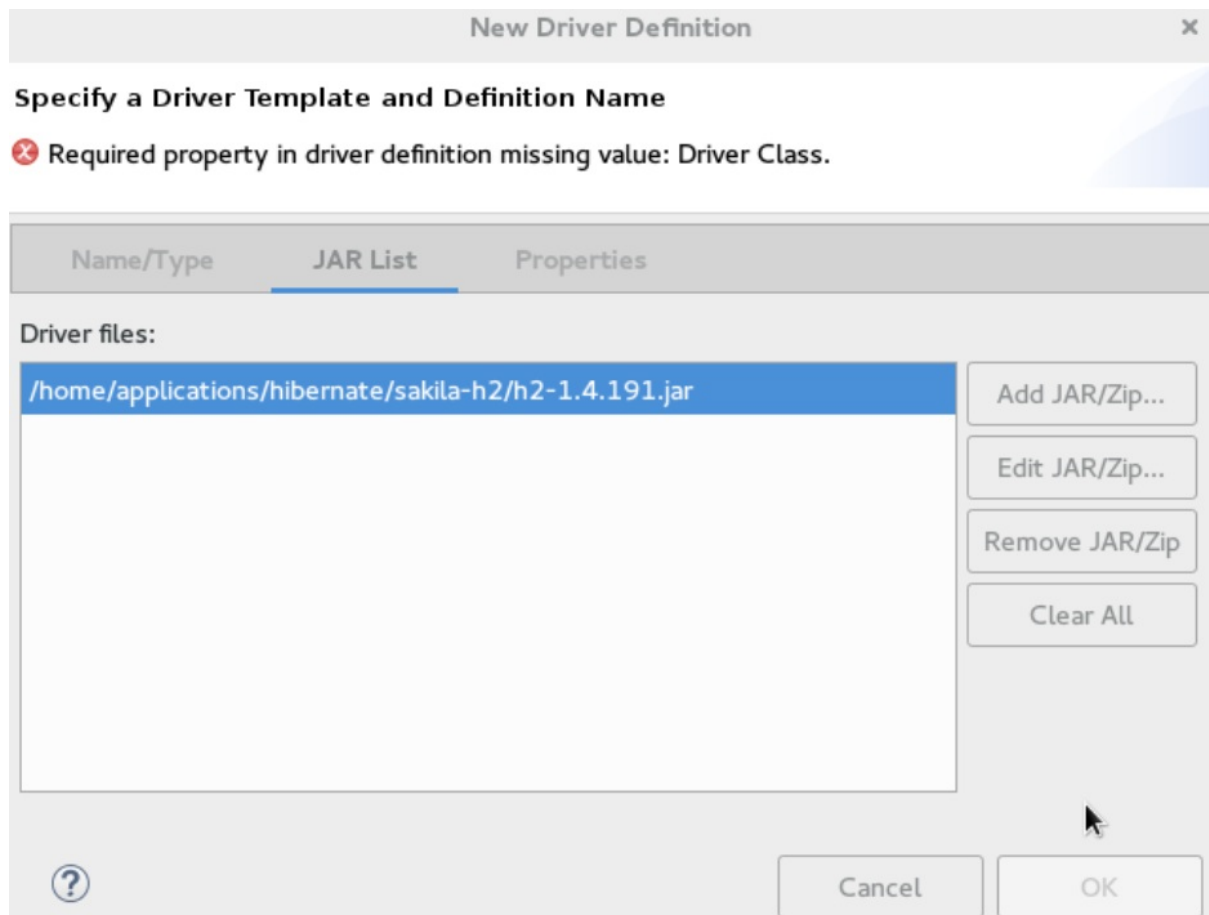 New Driver Definition ×
Specify a Driver Template and Definition Name
Required property in driver definition missing value: Driver Class.
Name/Type JAR List Properties
Driver files:
/home/applications/hibernate/sakila-h2/h2-1.4.191.jar
Add JAR/Zip...
Edit JAR/Zip...
Remove JAR/Zip
Clear All
? Cancel OK